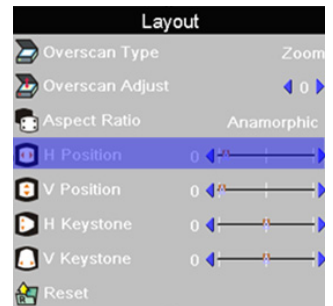 Layout
Overscan Type Zoom
Overscan Adjust 0
Aspect Ratio Anamorphic
H Position 0
V Position 0
H Keystone 0
V Keystone 0
Reset